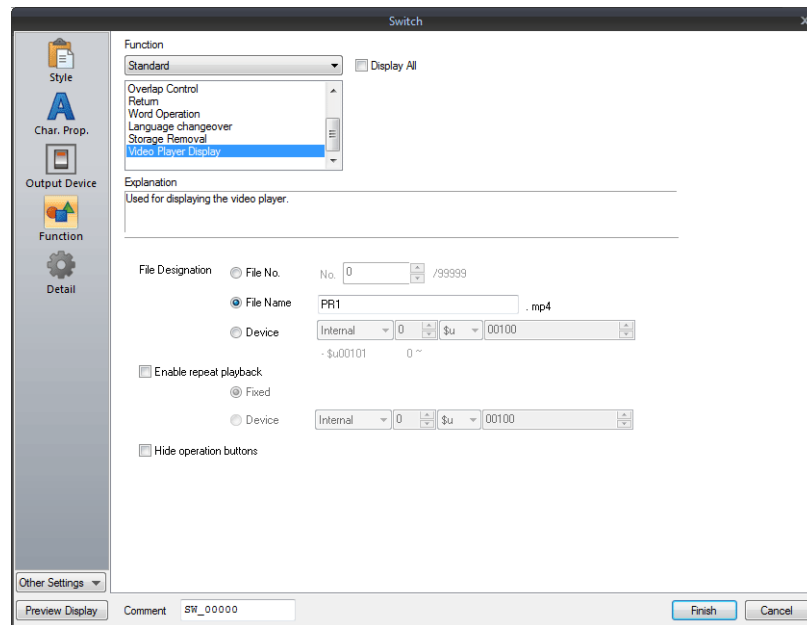 Switch
Style
Char. Prop.
Output Device
Function
Detail
Other Settings
Preview Display
Function
Standard
Display All
Overlap Control
Return
Word Operation
Language changeover
Storage Removal
Video Player Display
Explanation
Used for displaying the video player.
File Designation File No. No. 0 /99999
File Name PR1 . mp4
Device Internal 0 $u 00100
- $u00101 0 ~
Enable repeat playback
Fixed
Device Internal 0 $u 00100
Hide operation buttons
Comment SW_00000 Finish Cancel